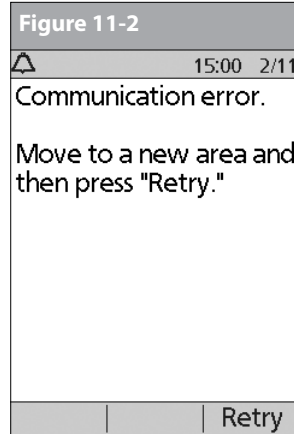 Figure 11-2
15:00 2/11
Communication error.
Move to a new area and
then press "Retry."
Retry